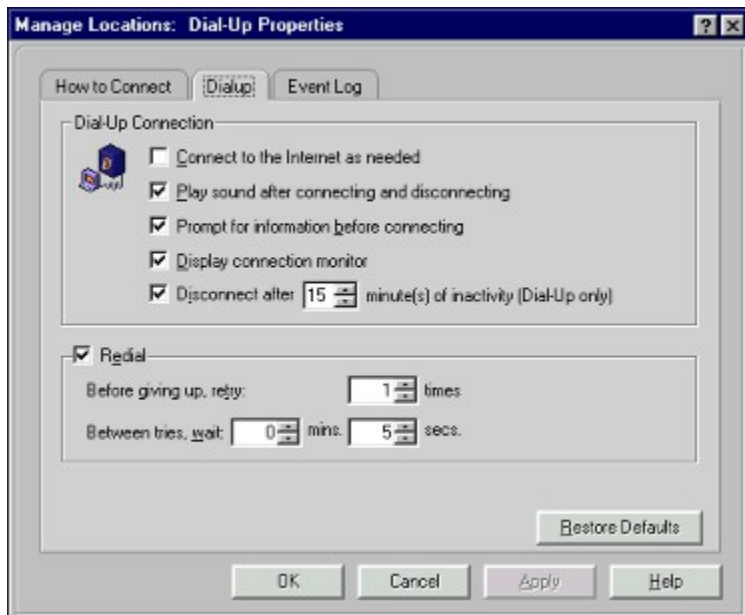 Manage Locations: Dial-Up Properties
How to Connect Dialup Event Log
Dial-Up Connection
Connect to the Internet as needed
Play sound after connecting and disconnecting
Prompt for information before connecting
Display connection monitor
Disconnect after 15 minute(s) of inactivity (Dial-Up only)
Redial
Before giving up, retry: 1 times
Between tries, wait: 0 mins. 5 secs.
Restore Defaults
OK Cancel Apply Help